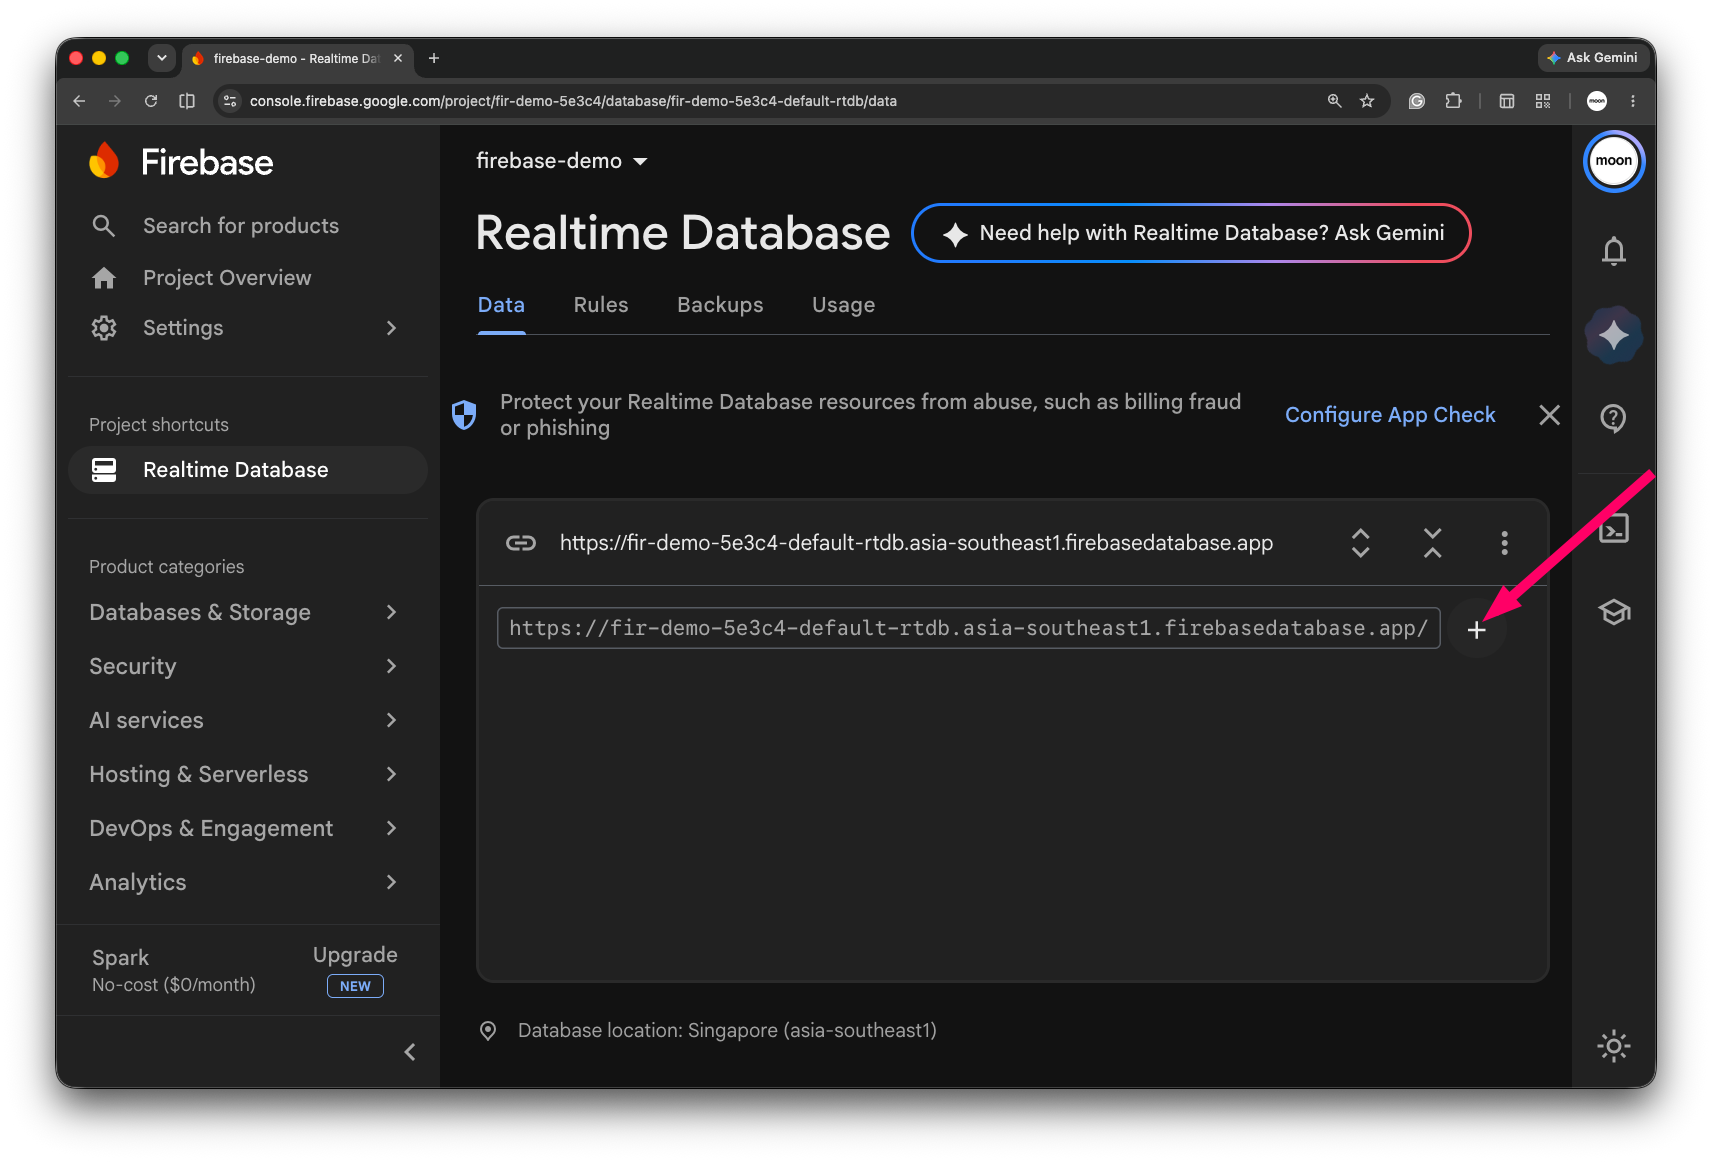 firebase-demo - Realtime Dat
Ask Gemini
console.firebase.google.com/project/fir-demo-5e3c4/database/fir-demo-5e3c4-default-rtdb/data
moon
Firebase
Search for products
Project Overview
Settings
Project shortcuts
Realtime Database
Product categories
Databases & Storage
Security
AI services
Hosting & Serverless
DevOps & Engagement
Analytics
Spark
No-cost ($0/month)
Upgrade
NEW
firebase-demo
Realtime Database
Need help with Realtime Database? Ask Gemini
Data
Rules
Backups
Usage
Protect your Realtime Database resources from abuse, such as billing fraud
or phishing
Configure App Check
https://fir-demo-5e3c4-default-rtdb.asia-southeast1.firebasedatabase.app
https://fir-demo-5e3c4-default-rtdb.asia-southeast1.firebasedatabase.app/
Database location: Singapore (asia-southeast1)
moon